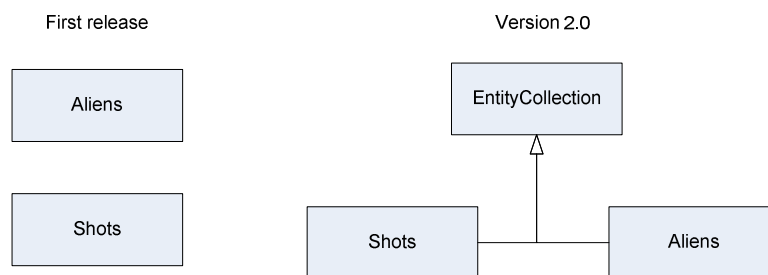 First release
Aliens
Shots
Version 2.0
EntityCollection
Shots
Aliens